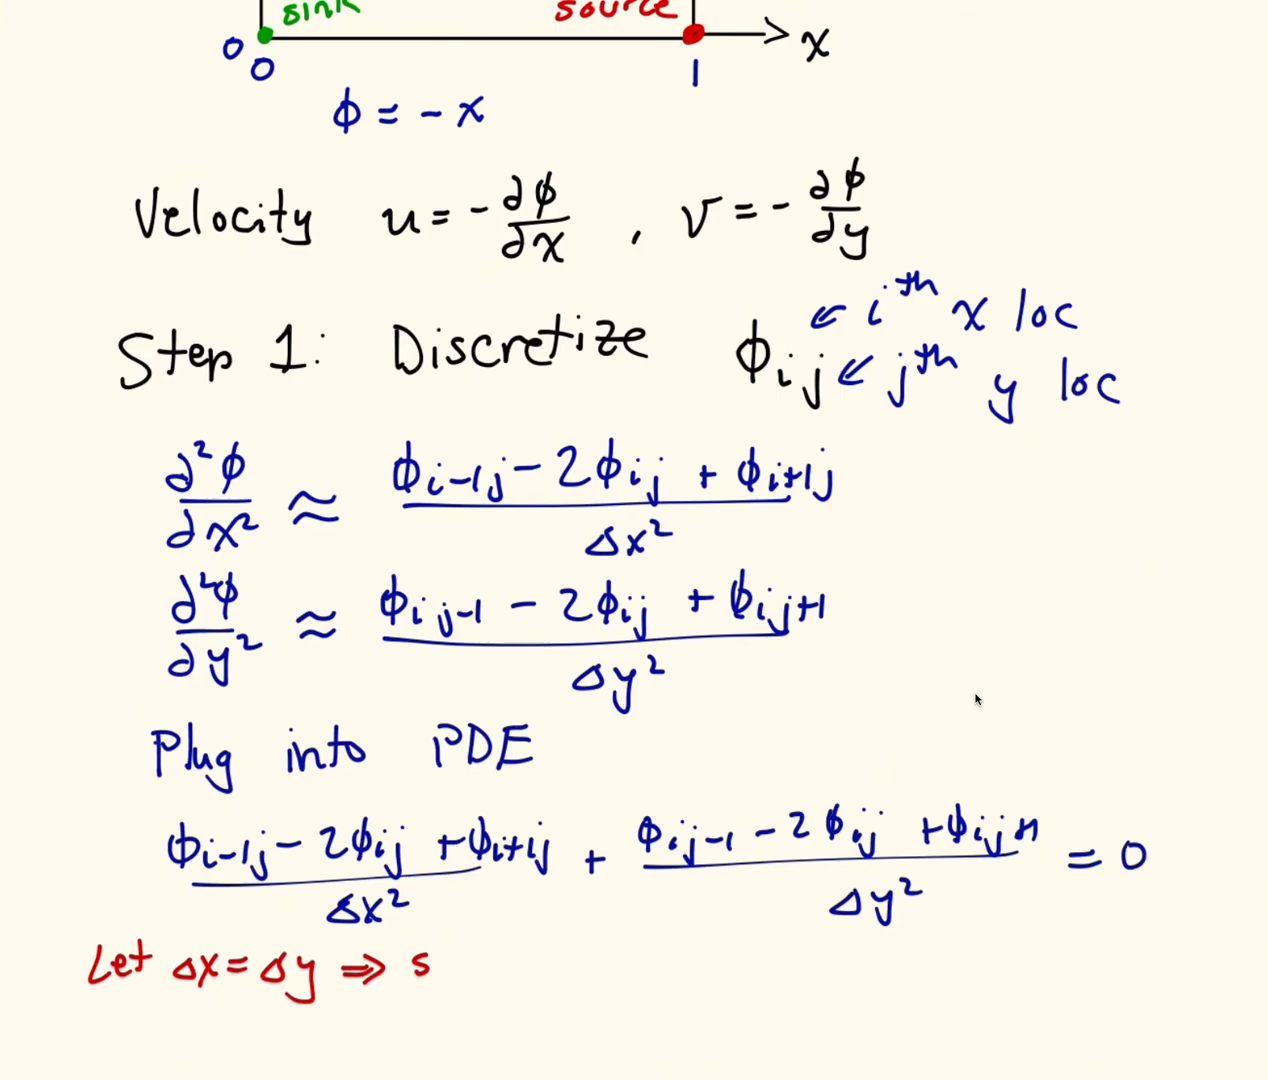 sink source
0 0 1 x
ϕ = - x
Velocity u = - ∂ϕ/∂x , v = - ∂ϕ/∂y
Step 1: Discretize ϕij ↙ iᵗʰ x loc
↙ jᵗʰ y loc
∂²ϕ/∂x² ≈ (ϕi-1j - 2ϕij + ϕi+1j)/Δx²
∂²ϕ/∂y² ≈ (ϕij-1 - 2ϕij + ϕij+1)/Δy²
Plug into PDE
(ϕi-1j - 2ϕij + ϕi+1j)/Δx² + (ϕij-1 - 2ϕij + ϕij+1)/Δy² = 0
Let Δx = Δy ⇒ s